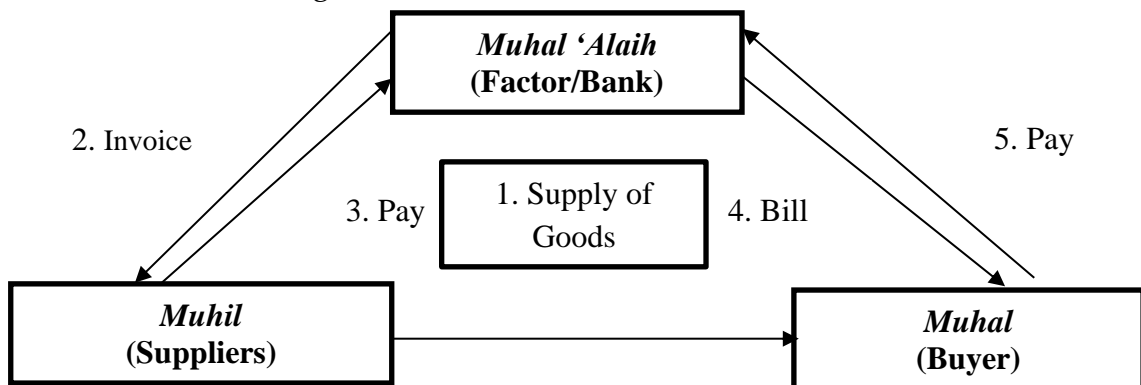 Muhal ‘Alaih
(Factor/Bank)
2. Invoice
5. Pay
3. Pay
1. Supply of
Goods
4. Bill
Muhil
(Suppliers)
Muhal
(Buyer)